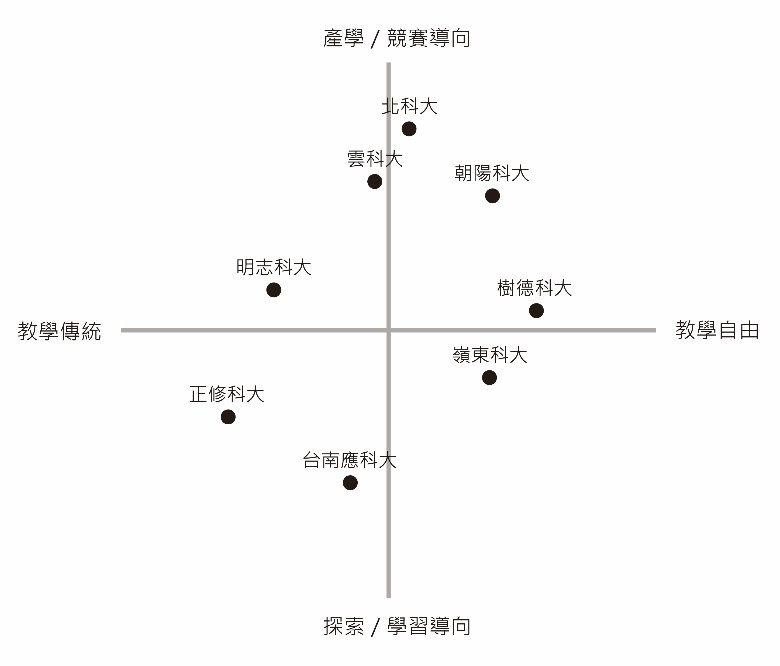 產學 / 競賽導向
北科大
雲科大
朝陽科大
明志科大
樹德科大
教學傳統
教學自由
嶺東科大
正修科大
台南應科大
探索 / 學習導向